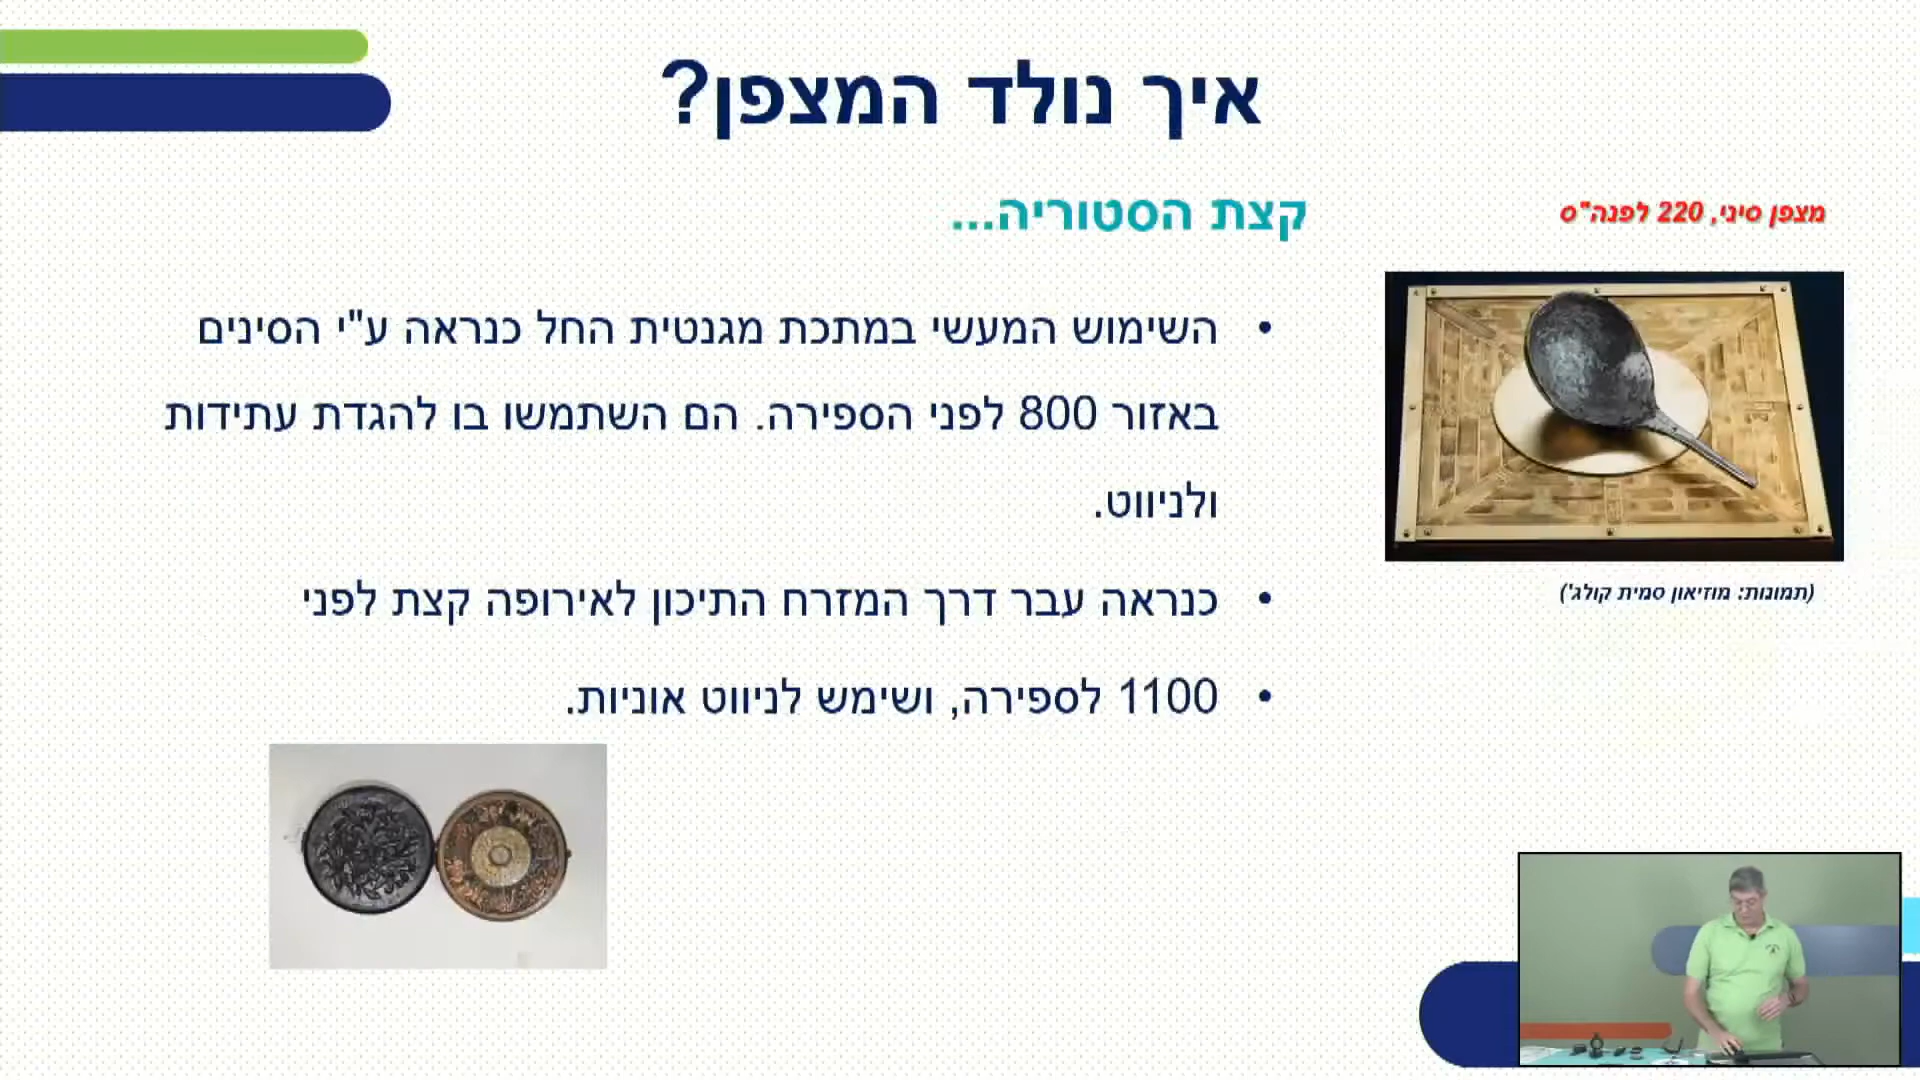 איך נולד המצפן?
קצת הסטוריה...
מצפן סיני, 220 לפנה"ס
השימוש המעשי במתכת מגנטית החל כנראה ע"י הסינים
באזור 800 לפני הספירה. הם השתמשו בו להגדת עתידות
ולניווט.
(תמונות: מוזיאון סמית קולג')
כנראה עבר דרך המזרח התיכון לאירופה קצת לפני
1100 לספירה, ושימש לניווט אוניות.